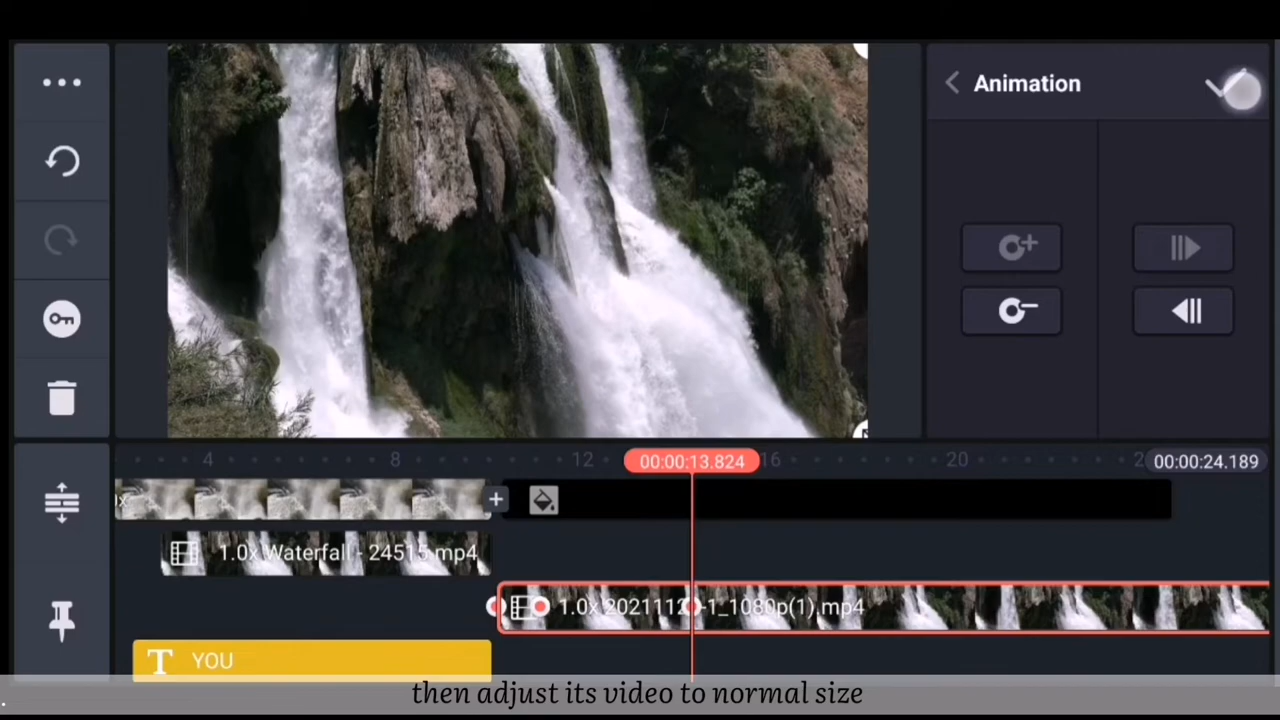 Animation
4
8
12
00:00:13.824
16
20
2
00:00:24.189
x
1.0x Waterfall - 24515.mp4
1.0x 2021112
-1_1080p(1).mp4
T YOU
then adjust its video to normal size
.